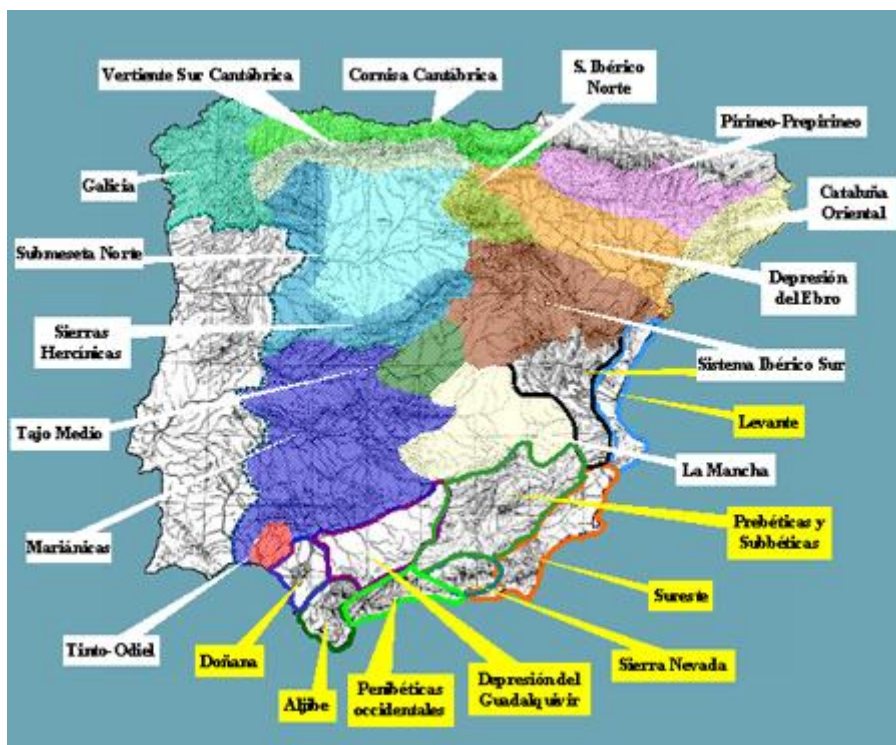 Vertiente Sur Cantábrica
Cornisa Cantábrica
S. Ibérico
Norte
Pirineo-Prepirineo
Galicia
Cataluña
Oriental
Submeseta Norte
Depresión
del Ebro
Sierras
Hercínicas
Sistema Ibérico Sur
Tajo Medio
Levante
La Mancha
Mariánicas
Prebéticas y
Subbéticas
Sureste
Tinto-Odiel
Doñana
Sierra Nevada
Aljibe
Penibéticas
occidentales
Depresión del
Guadalquivir